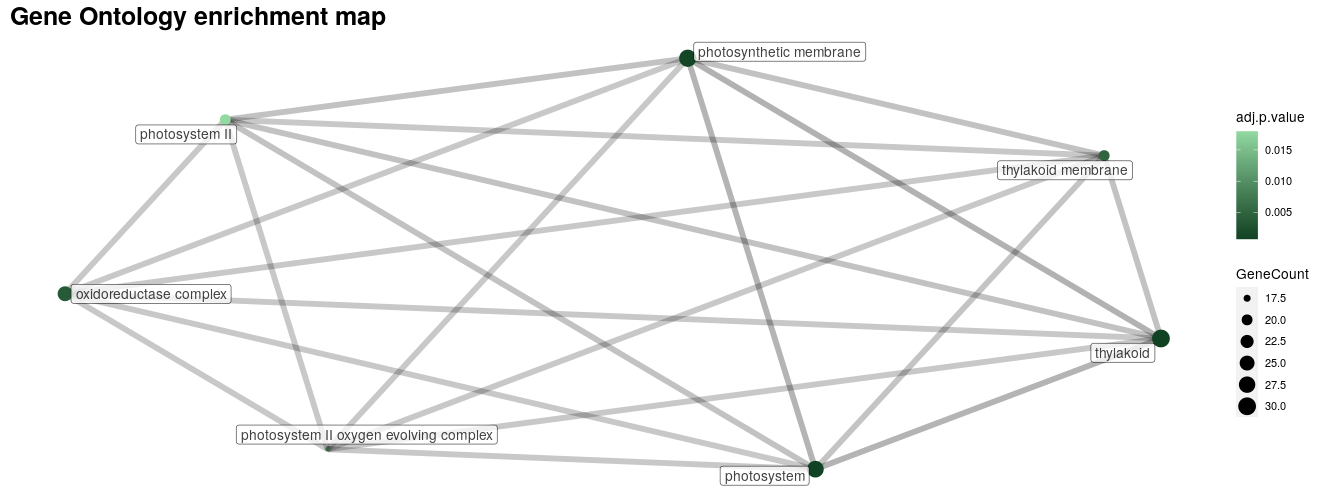 Gene Ontology enrichment map
photosynthetic membrane
photosystem II
thylakoid membrane
oxidoreductase complex
thylakoid
photosystem II oxygen evolving complex
photosystem
adj.p.value
0.015
0.010
0.005
GeneCount
17.5
20.0
22.5
25.0
27.5
30.0